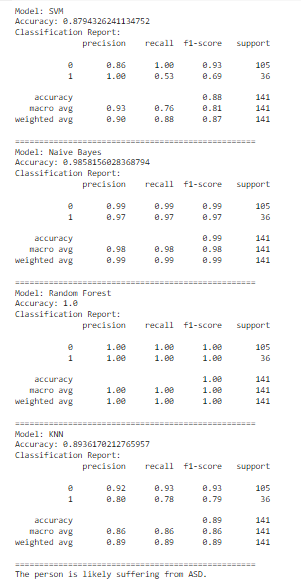 Model: SVM
Accuracy: 0.8794326241134752
Classification Report:
precision recall f1-score support
0 0.86 1.00 0.93 105
1 1.00 0.53 0.69 36
accuracy 0.88 141
macro avg 0.93 0.76 0.81 141
weighted avg 0.90 0.88 0.87 141
==================================================
Model: Naive Bayes
Accuracy: 0.9858156028368794
Classification Report:
precision recall f1-score support
0 0.99 0.99 0.99 105
1 0.97 0.97 0.97 36
accuracy 0.99 141
macro avg 0.98 0.98 0.98 141
weighted avg 0.99 0.99 0.99 141
==================================================
Model: Random Forest
Accuracy: 1.0
Classification Report:
precision recall f1-score support
0 1.00 1.00 1.00 105
1 1.00 1.00 1.00 36
accuracy 1.00 141
macro avg 1.00 1.00 1.00 141
weighted avg 1.00 1.00 1.00 141
==================================================
Model: KNN
Accuracy: 0.8936170212765957
Classification Report:
precision recall f1-score support
0 0.92 0.93 0.93 105
1 0.80 0.78 0.79 36
accuracy 0.89 141
macro avg 0.86 0.86 0.86 141
weighted avg 0.89 0.89 0.89 141
==================================================
The person is likely suffering from ASD.